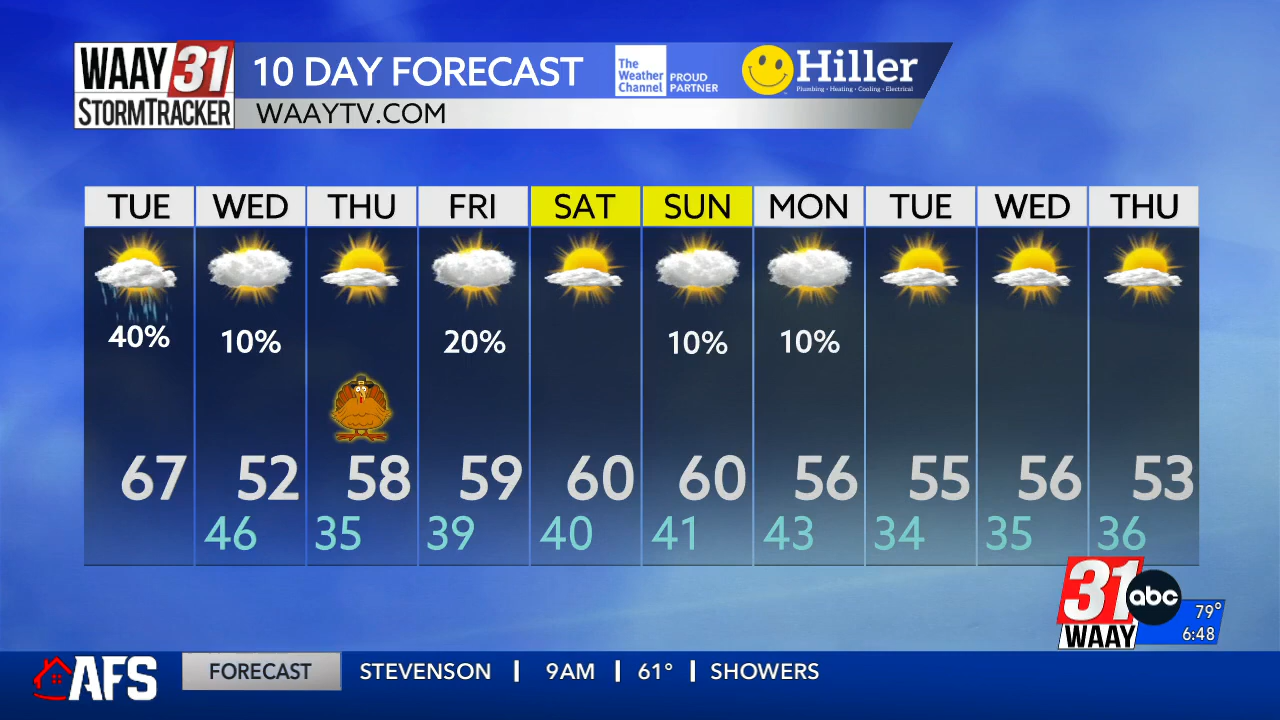 WAAY 31
STORMTRACKER
10 DAY FORECAST
WAAYTV.COM
The
Weather
Channel
PROUD
PARTNER
Hiller
Plumbing • Heating • Cooling • Electrical
TUE WED THU FRI SAT SUN MON TUE WED THU
40% 10% 20% 10% 10%
67 52 58 59 60 60 56 55 56 53
46 35 39 40 41 43 34 35 36
31 abc
WAAY
79°
6:48
AFS
FORECAST
STEVENSON | 9AM | 61° | SHOWERS